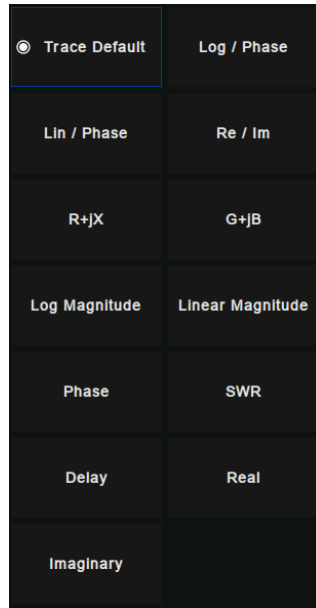 Trace Default
Log / Phase
Lin / Phase
Re / Im
R+jX
G+jB
Log Magnitude
Linear Magnitude
Phase
SWR
Delay
Real
Imaginary